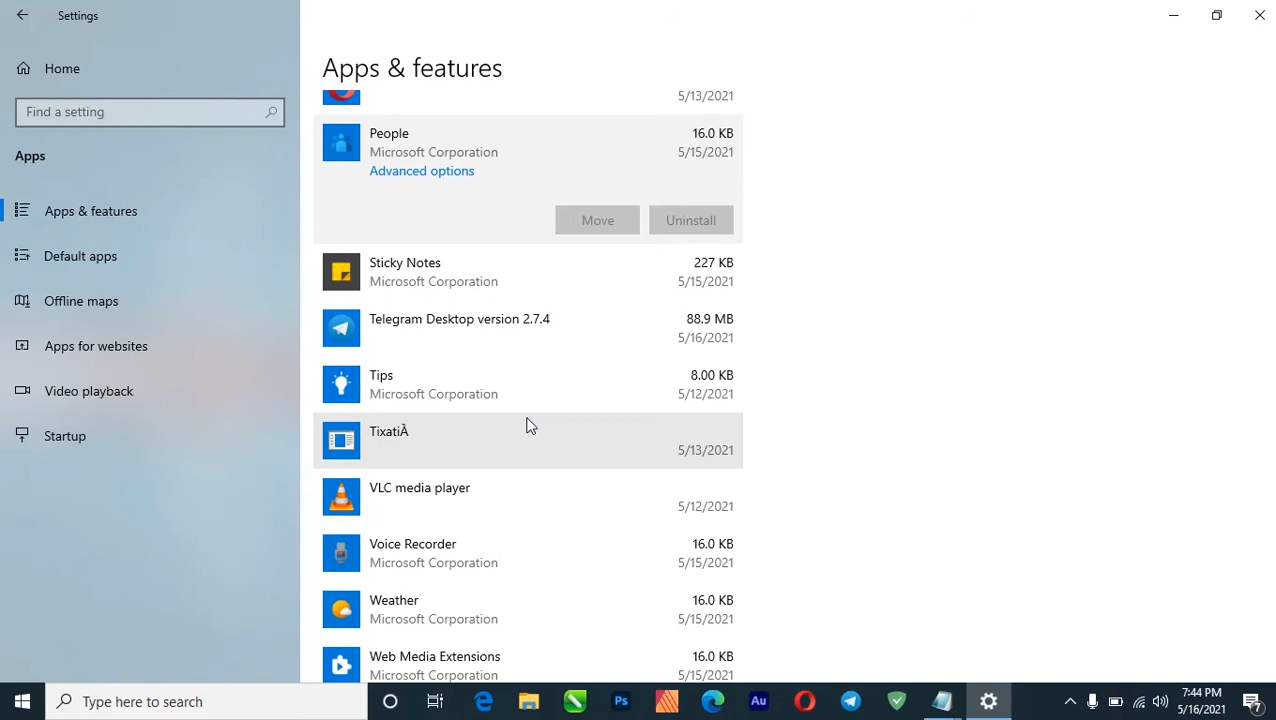 Settings
Home
Find a setting
Apps
Apps & features
Default apps
Offline maps
Apps for websites
Video playback
Startup
Apps & features
5/13/2021
People 16.0 KB
Microsoft Corporation 5/15/2021
Advanced options
Move Uninstall
Sticky Notes 227 KB
Microsoft Corporation 5/15/2021
Telegram Desktop version 2.7.4 88.9 MB
5/16/2021
Tips 8.00 KB
Microsoft Corporation 5/12/2021
TixatiÀ
5/13/2021
VLC media player
5/12/2021
Voice Recorder 16.0 KB
Microsoft Corporation 5/15/2021
Weather 16.0 KB
Microsoft Corporation 5/15/2021
Web Media Extensions 16.0 KB
Microsoft Corporation 5/15/2021
Type here to search
Ps
Au
7:44 PM
5/16/2021
7